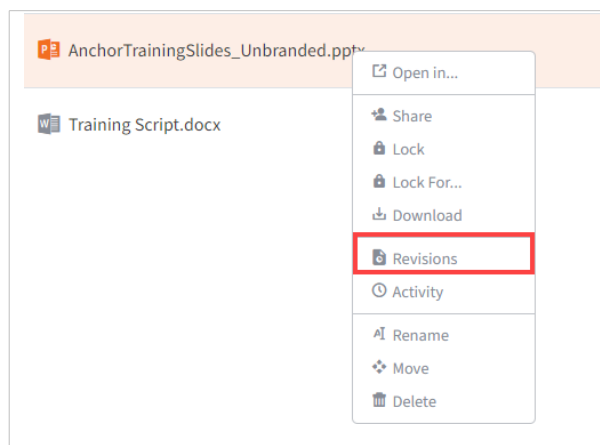 AnchorTrainingSlides_Unbranded.pptx
Open in...
Training Script.docx
Share
Lock
Lock For...
Download
Revisions
Activity
Rename
Move
Delete